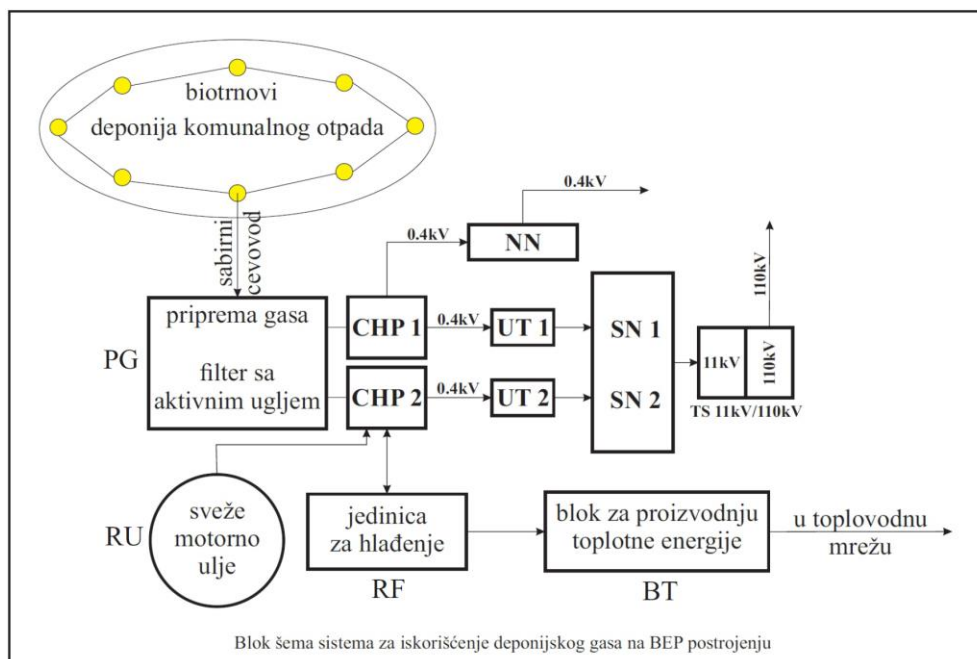 biotrnovi
deponija komunalnog otpada
sabirni
cevovod
0.4kV
0.4kV
NN
110kV
priprema gasa
filter sa
aktivnim ugljem
PG
CHP 1
0.4kV
UT 1
SN 1
CHP 2
0.4kV
UT 2
SN 2
11kV
110kV
TS 11kV/110kV
RU
sveže
motorno
ulje
jedinica
za hlađenje
RF
blok za proizvodnju
toplotne energije
BT
u toplovodnu
mrežu
Blok šema sistema za iskorišćenje deponijskog gasa na BEP postrojenju